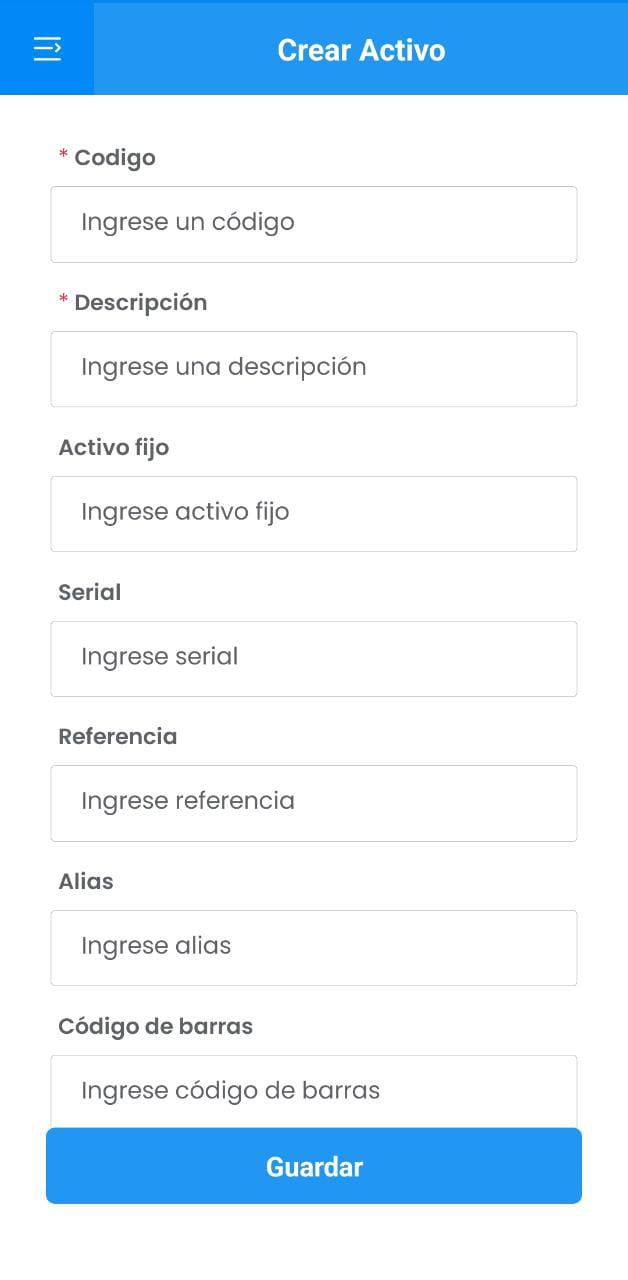 Crear Activo
* Codigo
Ingrese un código
* Descripción
Ingrese una descripción
Activo fijo
Ingrese activo fijo
Serial
Ingrese serial
Referencia
Ingrese referencia
Alias
Ingrese alias
Código de barras
Ingrese código de barras
Guardar